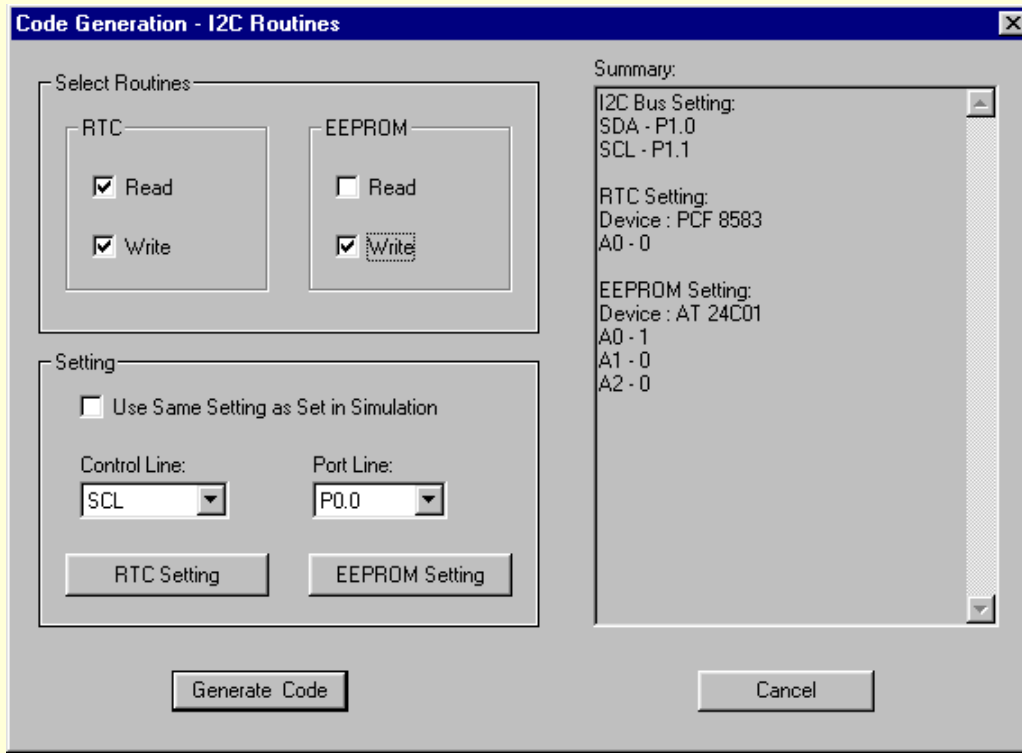 Code Generation - I2C Routines
Select Routines
RTC
Read
Write
EEPROM
Read
Write
Setting
Use Same Setting as Set in Simulation
Control Line:
SCL
Port Line:
P0.0
RTC Setting
EEPROM Setting
Summary:
I2C Bus Setting:
SDA - P1.0
SCL - P1.1
RTC Setting:
Device : PCF 8583
A0 - 0
EEPROM Setting:
Device : AT 24C01
A0 - 1
A1 - 0
A2 - 0
Generate Code
Cancel